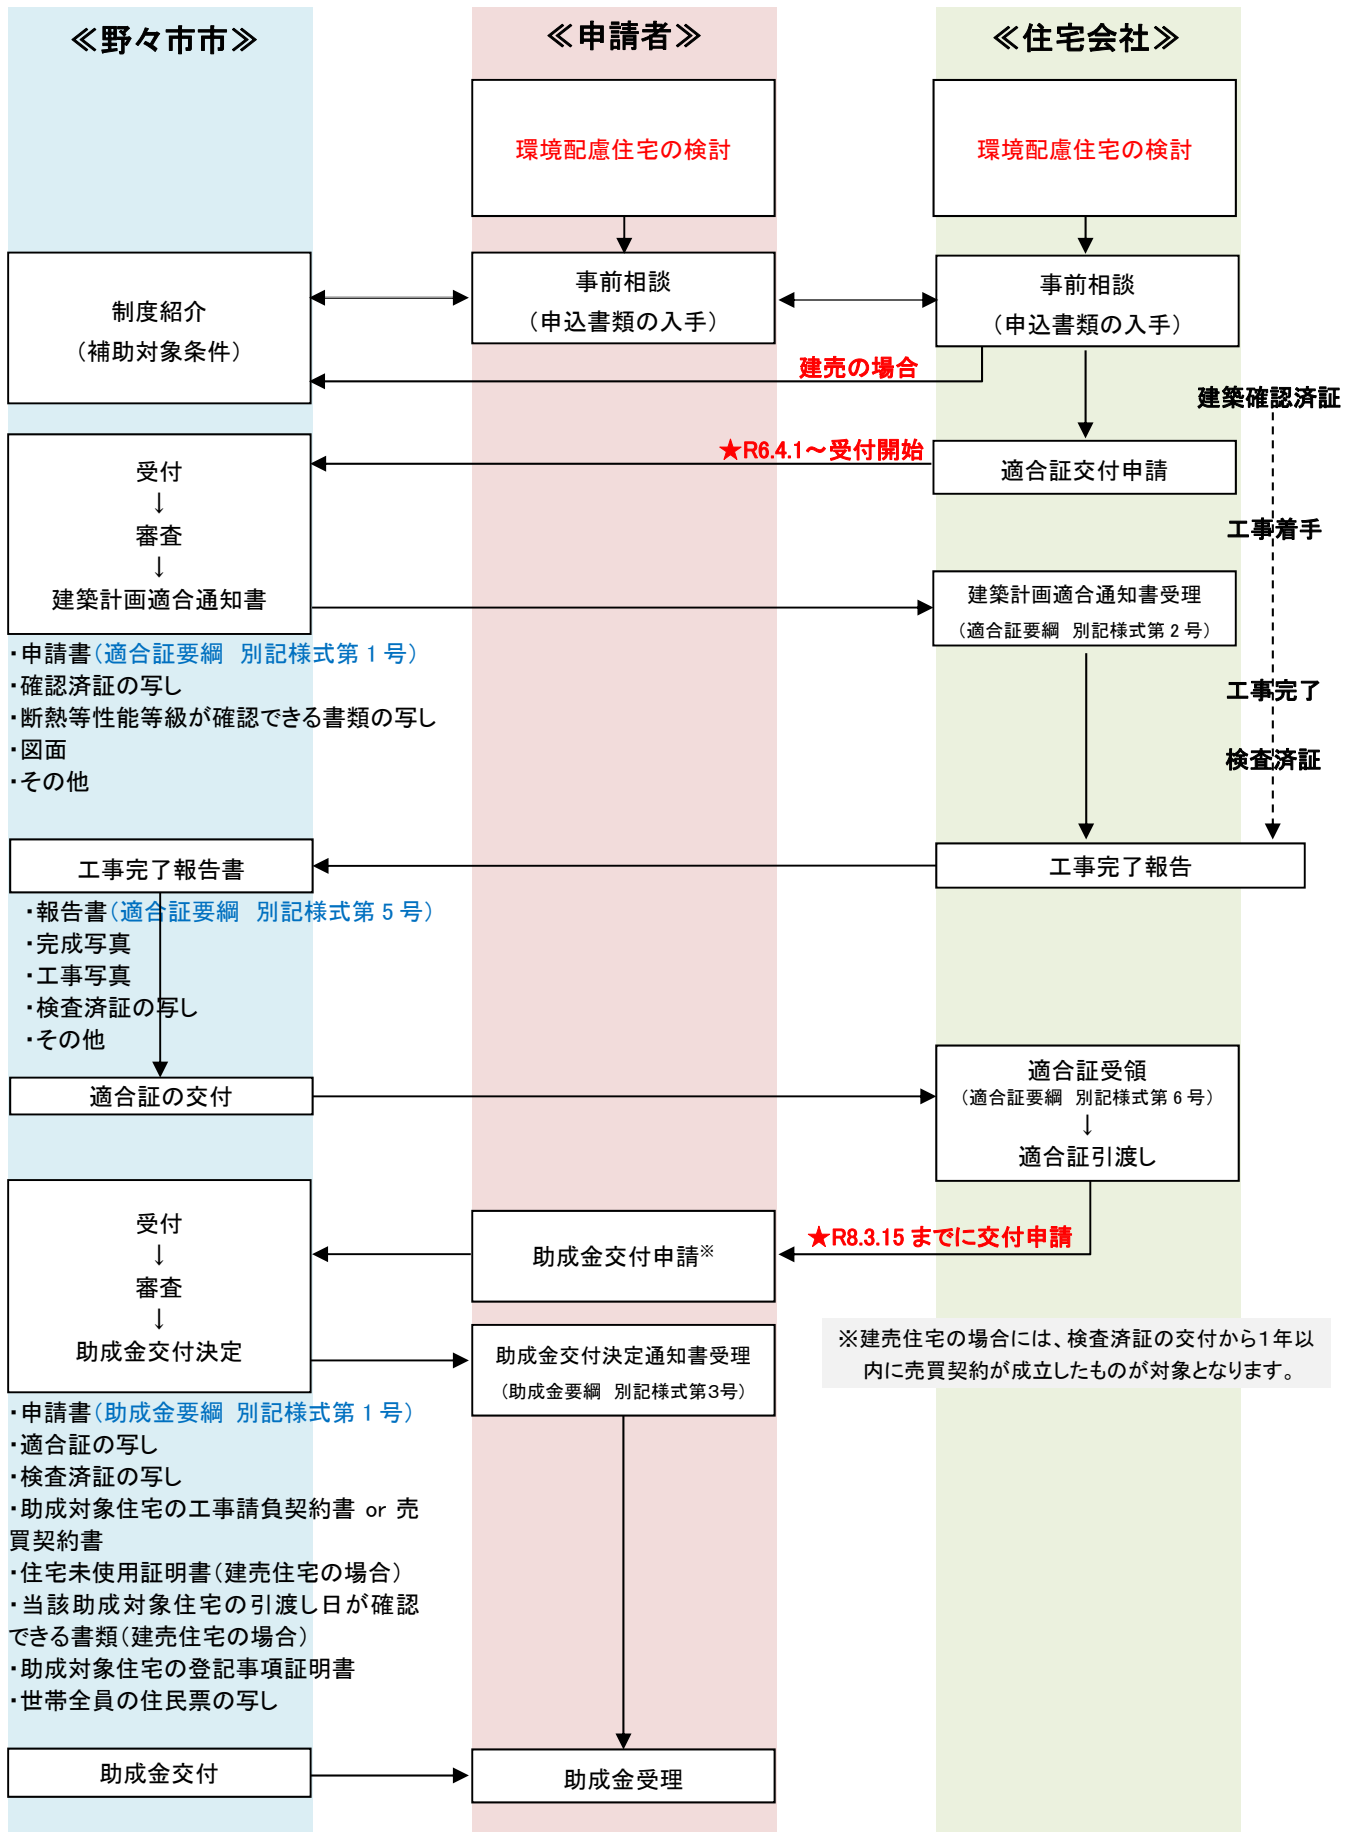 ≪野々市市≫
≪申請者≫
≪住宅会社≫
環境配慮住宅の検討
環境配慮住宅の検討
制度紹介
（補助対象条件）
事前相談
（申込書類の入手）
事前相談
（申込書類の入手）
建売の場合
建築確認済証
★R6.4.1～受付開始
適合証交付申請
受付
↓
審査
↓
建築計画適合通知書
工事着手
建築計画適合通知書受理
（適合証要綱　別記様式第２号）
・申請書（適合証要綱　別記様式第１号）
・確認済証の写し
・断熱等性能等級が確認できる書類の写し
・図面
・その他
工事完了
検査済証
工事完了報告書
工事完了報告
・報告書（適合証要綱　別記様式第５号）
・完成写真
・工事写真
・検査済証の写し
・その他
適合証の交付
適合証受領
（適合証要綱　別記様式第６号）
↓
適合証引渡し
★R8.3.15 までに交付申請
受付
↓
審査
↓
助成金交付決定
助成金交付申請※
助成金交付決定通知書受理
（助成金要綱　別記様式第３号）
※建売住宅の場合には、検査済証の交付から１年以
内に売買契約が成立したものが対象となります。
・申請書（助成金要綱 別記様式第１号）
・適合証の写し
・検査済証の写し
・助成対象住宅の工事請負契約書 or 売
買契約書
・住宅未使用証明書（建売住宅の場合）
・当該助成対象住宅の引渡し日が確認
できる書類（建売住宅の場合）
・助成対象住宅の登記事項証明書
・世帯全員の住民票の写し
助成金交付
助成金受理